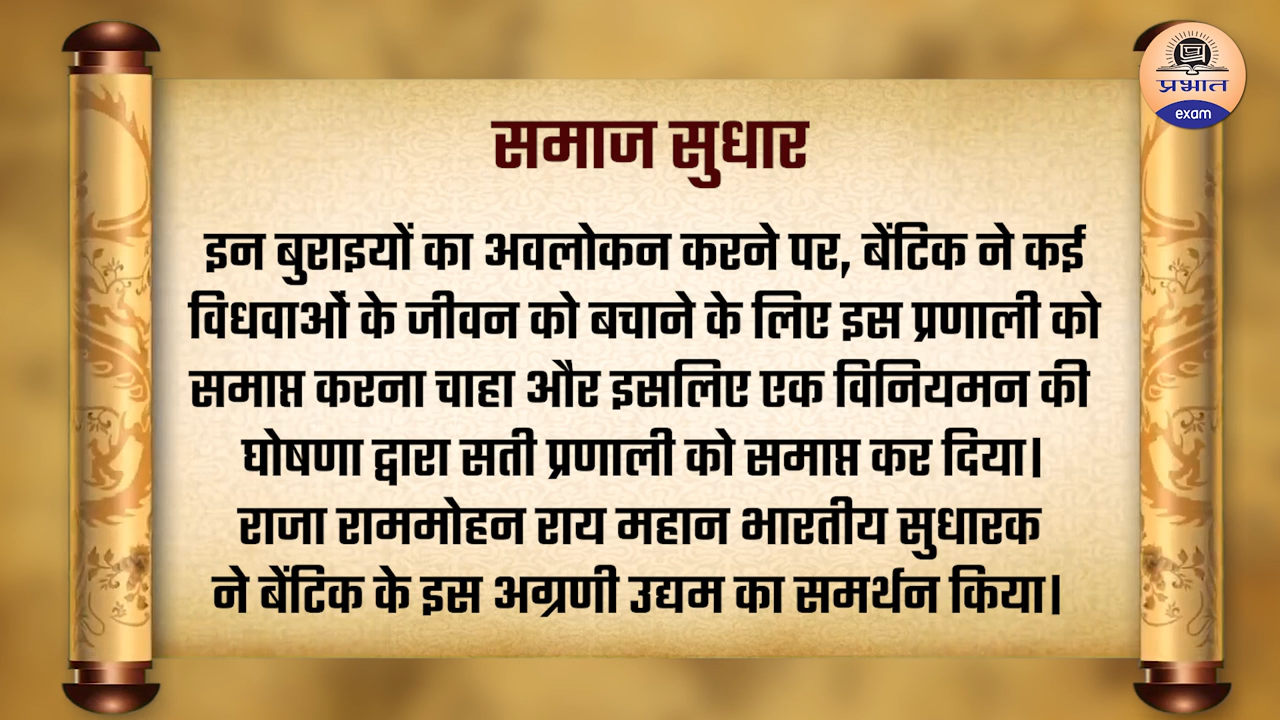 प्रभात
exam
समाज सुधार
इन बुराइयों का अवलोकन करने पर, बेंटिक ने कई
विधवाओं के जीवन को बचाने के लिए इस प्रणाली को
समाप्त करना चाहा और इसलिए एक विनियमन की
घोषणा द्वारा सती प्रणाली को समाप्त कर दिया।
राजा राममोहन राय महान भारतीय सुधारक
ने बेंटिक के इस अग्रणी उद्यम का समर्थन किया।